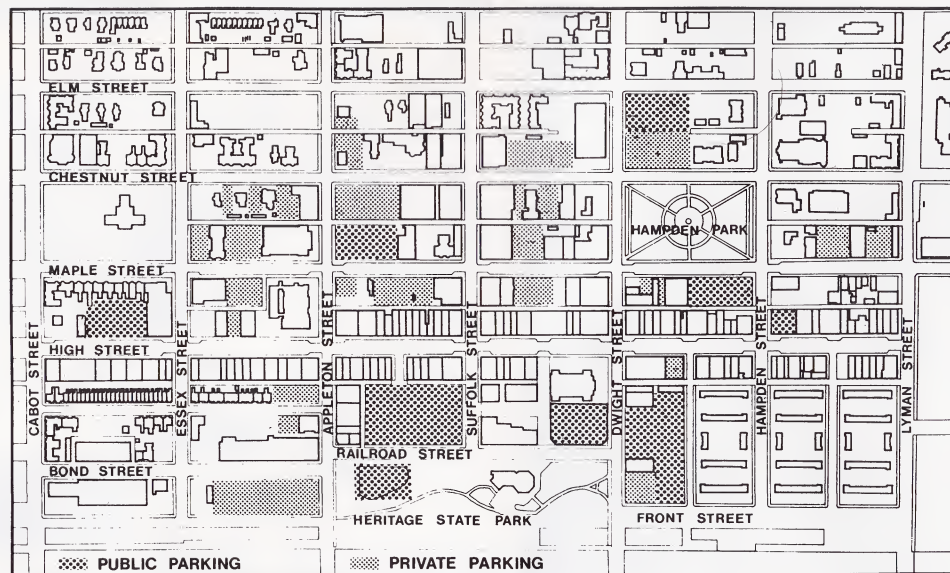 ELM STREET
CHESTNUT STREET
HAMPDEN PARK
MAPLE STREET
CABOT STREET
ESSEX STREET
APPLETON STREET
SUFFOLK STREET
DWIGHT STREET
HAMPDEN STREET
LYMAN STREET
HIGH STREET
RAILROAD STREET
BOND STREET
HERITAGE STATE PARK
FRONT STREET
PUBLIC PARKING
PRIVATE PARKING